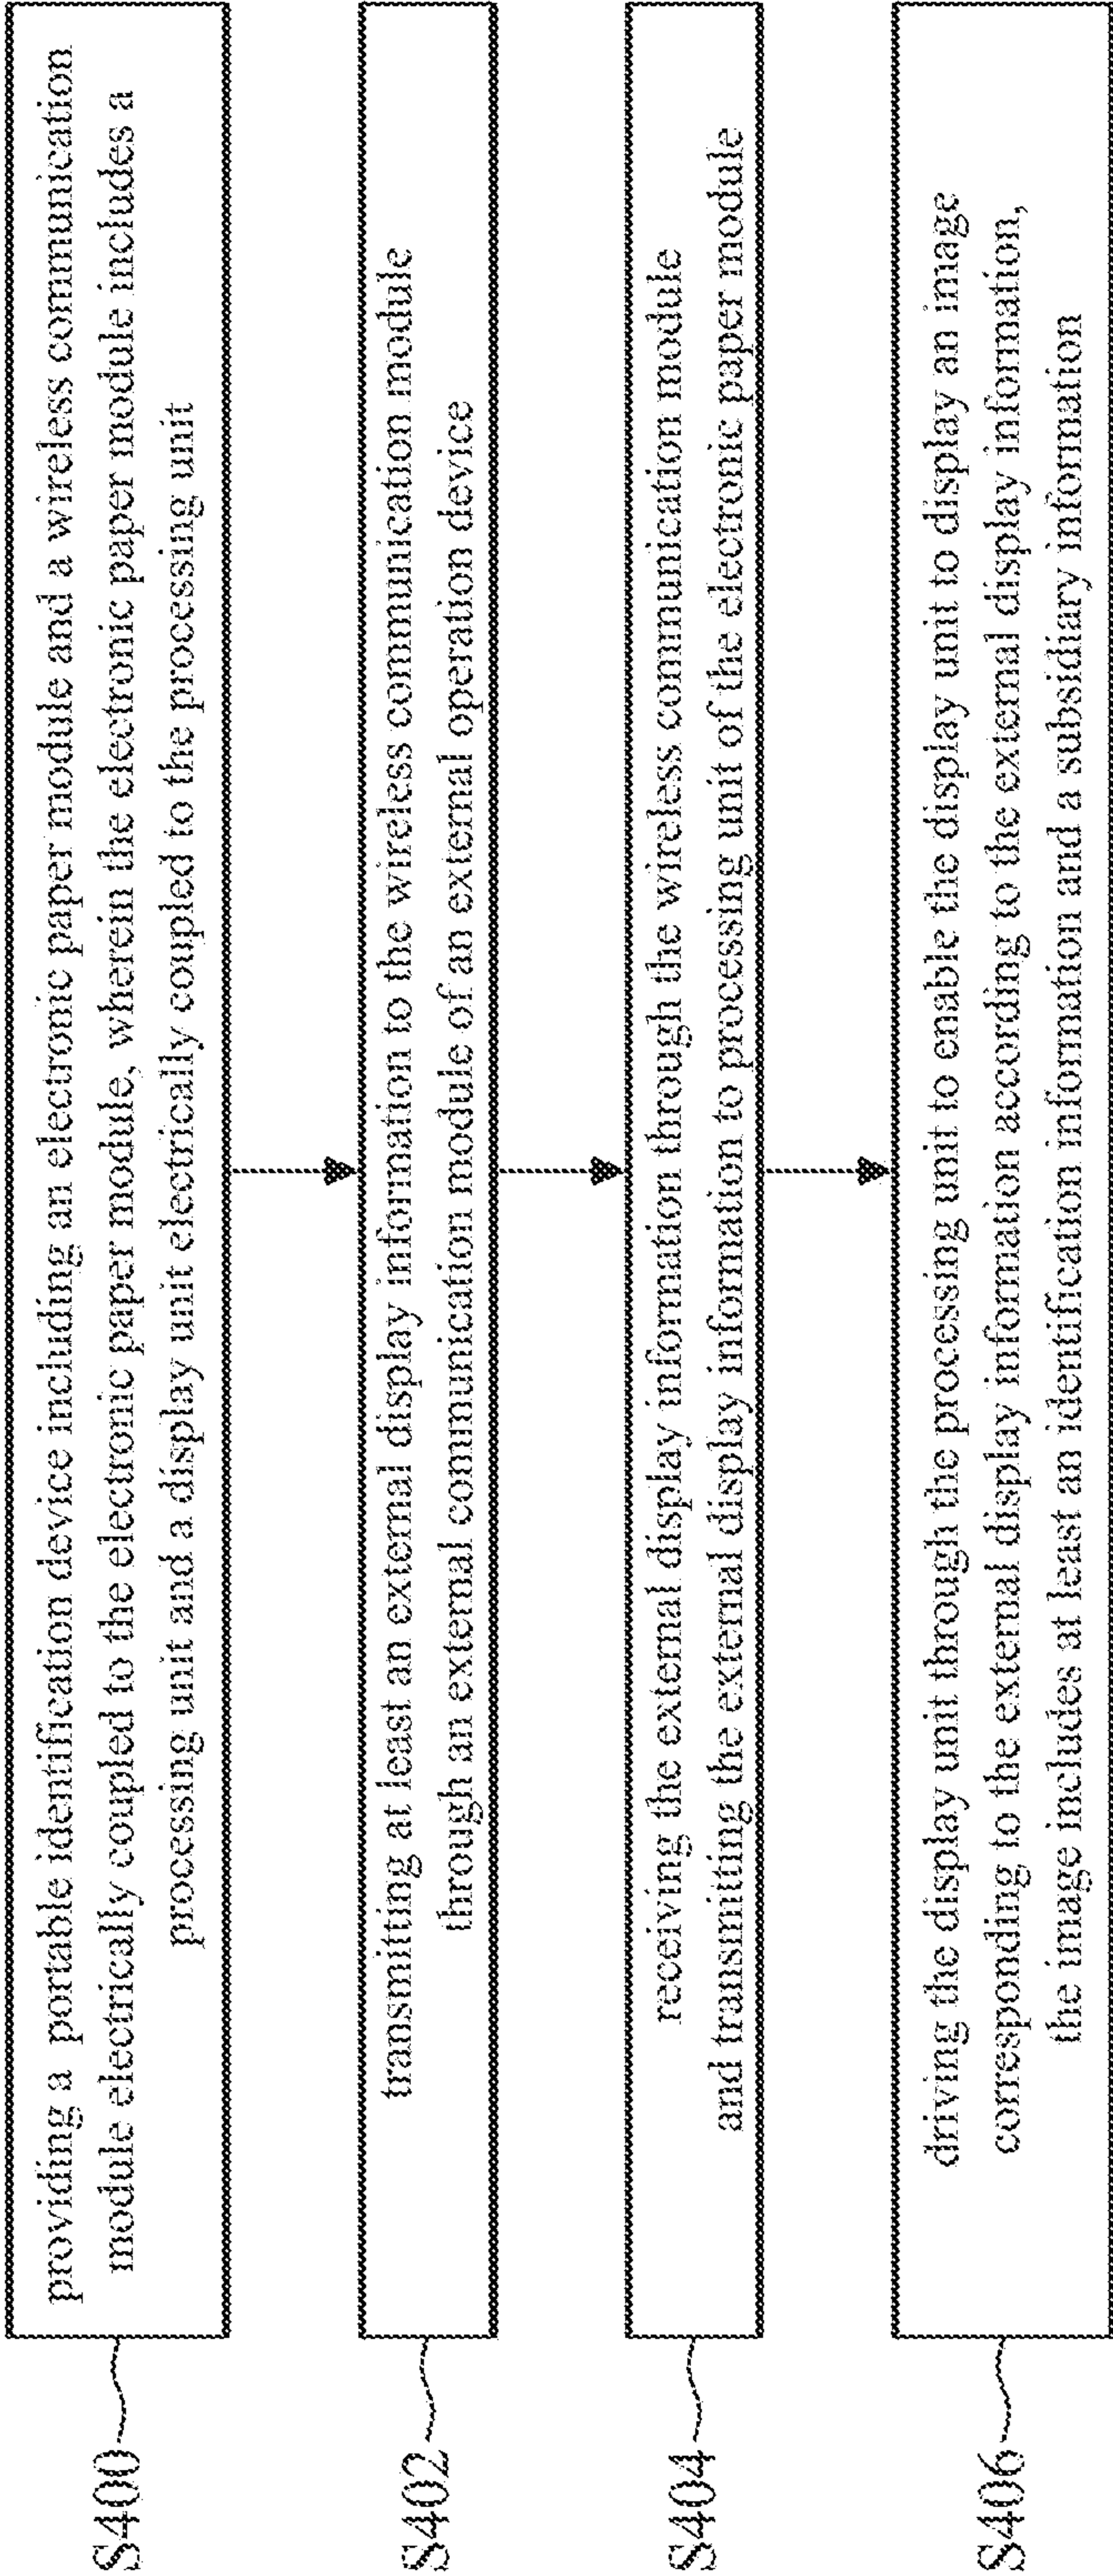 S400
providing a portable identification device including an electronic paper module and a wireless communication
module electrically coupled to the electronic paper module, wherein the electronic paper module includes a
processing unit and a display unit electrically coupled to the processing unit
S402
transmiting at least an external display information to the wireless communication module
through an external communication module of an external operation device
S404
receiving the external display information through the wireless communication module
and transmitting the external display information to processing unit of the electronic paper module
S406
driving the display unit through the processing unit to enable the display unit to display an image
corresponding to the external display information according to the external display information,
the image includes at least an identification information and a subsidiary information